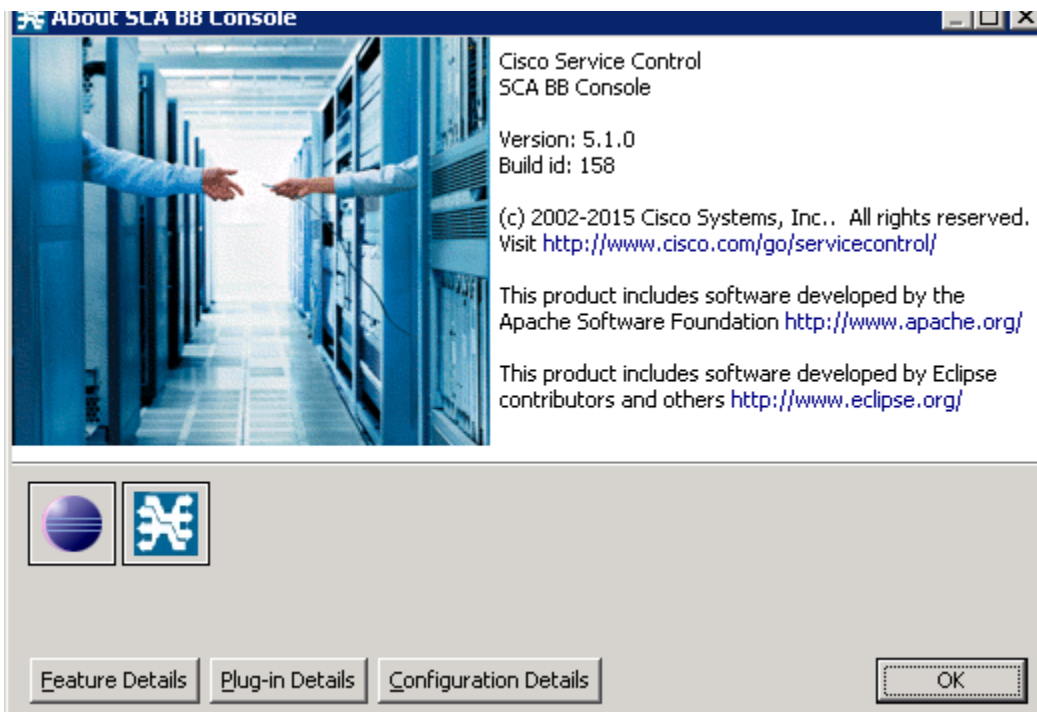 About SCA BB Console
Cisco Service Control
SCA BB Console
Version: 5.1.0
Build id: 158
(c) 2002-2015 Cisco Systems, Inc..  All rights reserved.
Visit http://www.cisco.com/go/servicecontrol/
This product includes software developed by the
Apache Software Foundation http://www.apache.org/
This product includes software developed by Eclipse
contributors and others http://www.eclipse.org/
Feature Details
Plug-in Details
Configuration Details
OK